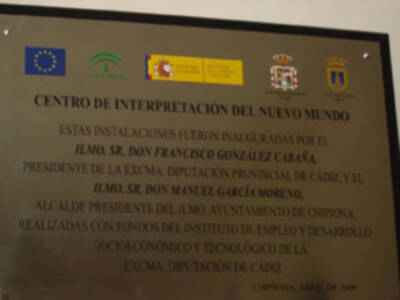 CENTRO DE INTERPRETACIÓN DEL NUEVO MUNDO
ESTAS INSTALACIONES FUERON INAUGURADAS POR EL
ILMO. SR. DON FRANCISCO GONZÁLEZ CABAÑA,
PRESIDENTE DE LA EXCMA. DIPUTACIÓN PROVINCIAL DE CÁDIZ, Y EL
ILMO. SR. DON MANUEL GARCÍA MORENO,
ALCALDE PRESIDENTE DEL ILMO. AYUNTAMIENTO DE CHIPIONA,
REALIZADAS CON FONDOS DEL INSTITUTO DE EMPLEO Y DESARROLLO
SOCIOECONÓMICO Y TECNOLÓGICO DE LA
EXCMA. DIPUTACIÓN DE CÁDIZ
CHIPIONA, ABRIL DE 2009